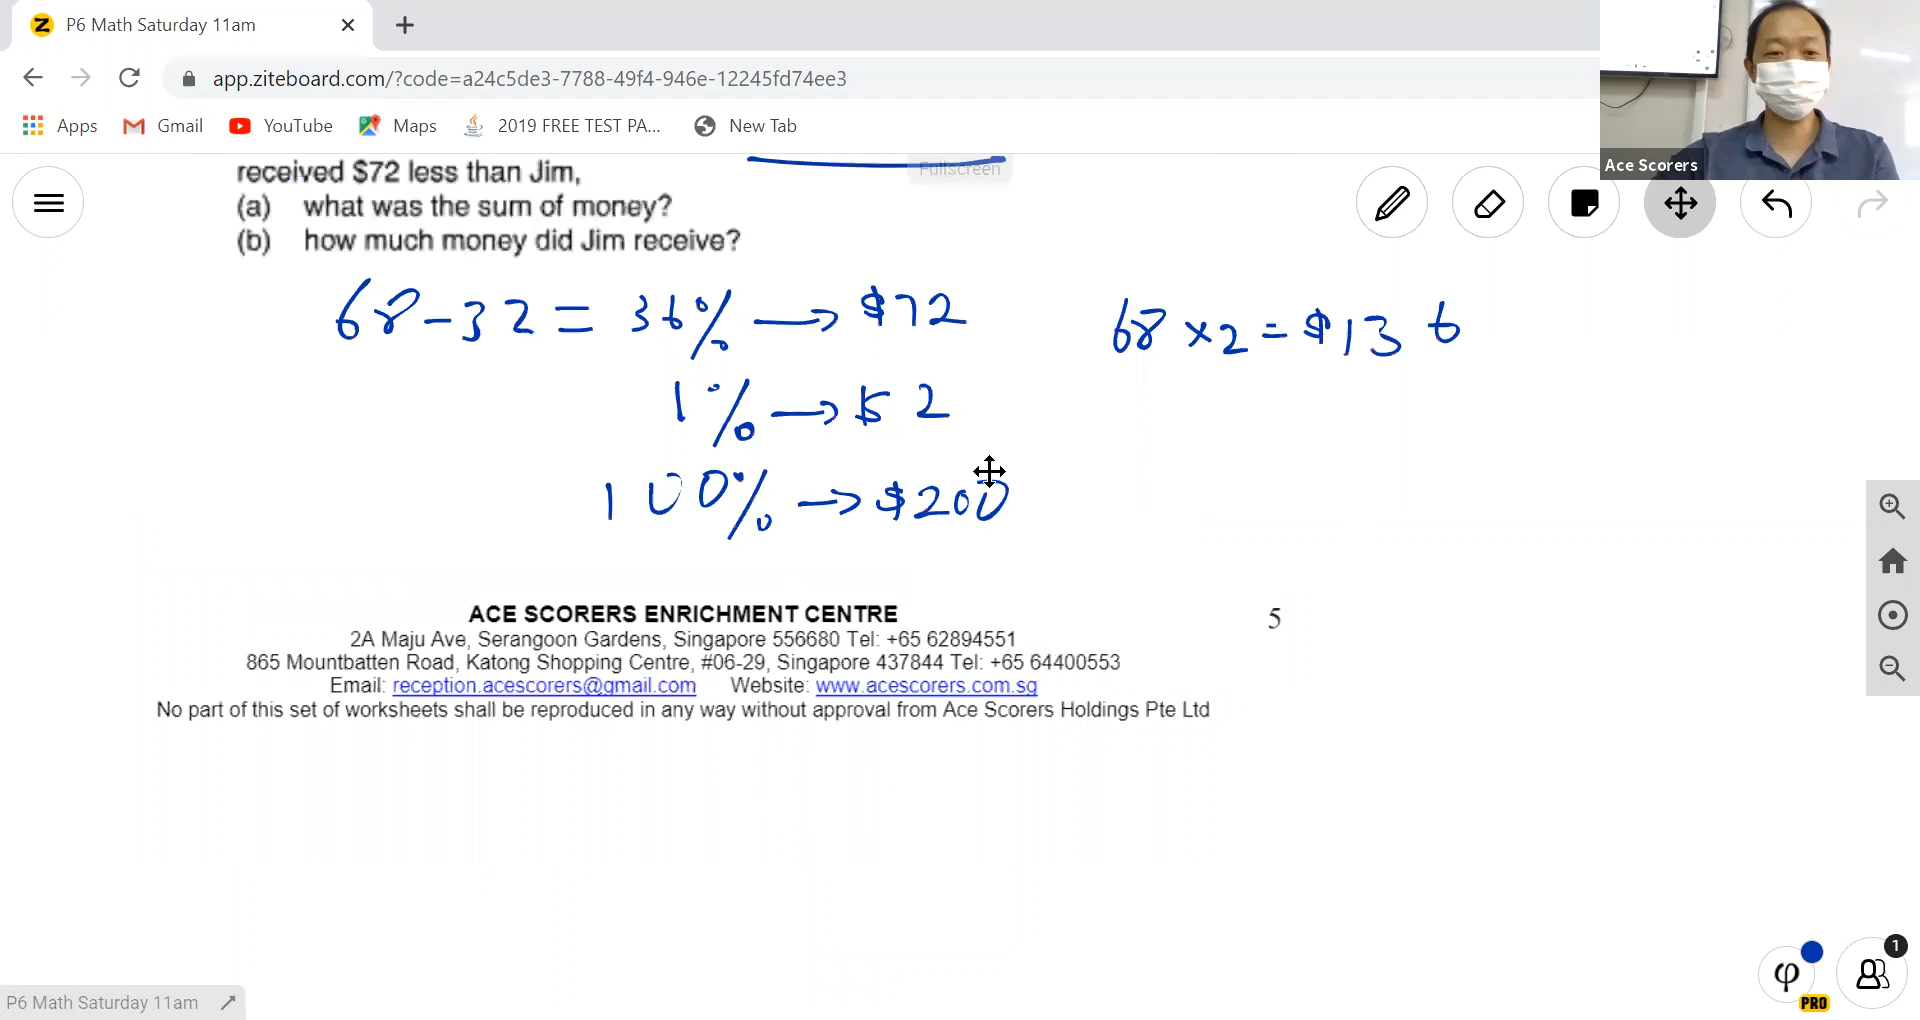 P6 Math Saturday 11am
app.ziteboard.com/?code=a24c5de3-7788-49f4-946e-12245fd74ee3
Apps Gmail YouTube Maps 2019 FREE TEST PA... New Tab
Ace Scorers
Fullscreen
received $72 less than Jim,
(a) what was the sum of money?
(b) how much money did Jim receive?
68 - 32 = 36% → $72
68 × 2 = $136
1% → $2
100% → $200
ACE SCORERS ENRICHMENT CENTRE
5
2A Maju Ave, Serangoon Gardens, Singapore 556680 Tel: +65 62894551
865 Mountbatten Road, Katong Shopping Centre, #06-29, Singapore 437844 Tel: +65 64400553
Email: reception.acescorers@gmail.com Website: www.acescorers.com.sg
No part of this set of worksheets shall be reproduced in any way without approval from Ace Scorers Holdings Pte Ltd
1
φ
PRO
P6 Math Saturday 11am